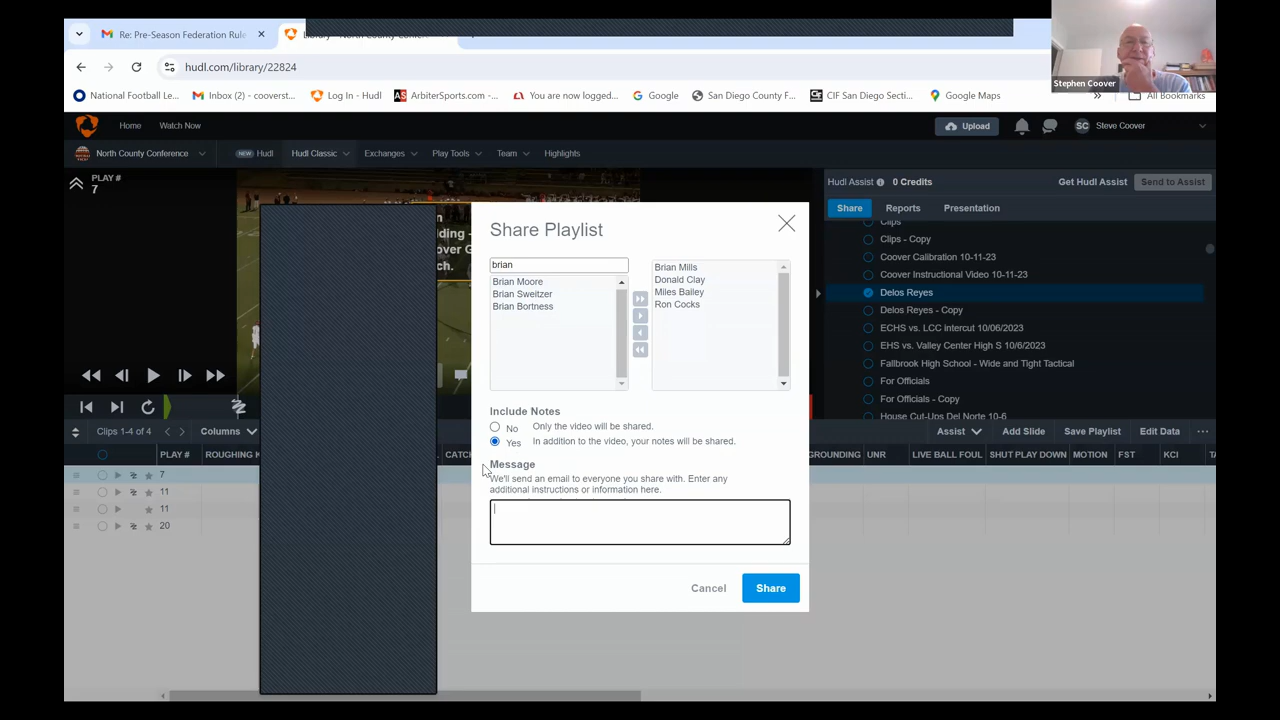 Re: Pre-Season Federation Rule
Stephen Coover
hudl.com/library/22824
National Football Le...
Inbox (2) - cooverst...
Log In - Hudl
ArbiterSports.com -...
You are now logged...
Google
San Diego County F...
CIF San Diego Secti...
Google Maps
»
All Bookmarks
Home
Watch Now
Upload
SC
Steve Coover
North County Conference
NEW Hudl
Hudl Classic
Exchanges
Play Tools
Team
Highlights
PLAY #
7
Hudl Assist
0 Credits
Get Hudl Assist
Send to Assist
Share
Reports
Presentation
Clips
Clips - Copy
Coover Calibration 10-11-23
Coover Instructional Video 10-11-23
Delos Reyes
Delos Reyes - Copy
ECHS vs. LCC intercut 10/06/2023
EHS vs. Valley Center High S 10/6/2023
Fallbrook High School - Wide and Tight Tactical
For Officials
For Officials - Copy
House Cut-Ups Del Norte 10-6
Share Playlist
brian
Brian Moore
Brian Sweitzer
Brian Bortness
Brian Mills
Donald Clay
Miles Bailey
Ron Cocks
Include Notes
No
Only the video will be shared.
Yes
In addition to the video, your notes will be shared.
Message
We'll send an email to everyone you share with. Enter any
additional instructions or information here.
Cancel
Share
Clips 1-4 of 4
Columns
Assist
Add Slide
Save Playlist
Edit Data
...
PLAY #
ROUGHING
CATCH
GROUNDING
UNR
LIVE BALL FOUL
SHUT PLAY DOWN
MOTION
FST
KCI
7
11
11
20